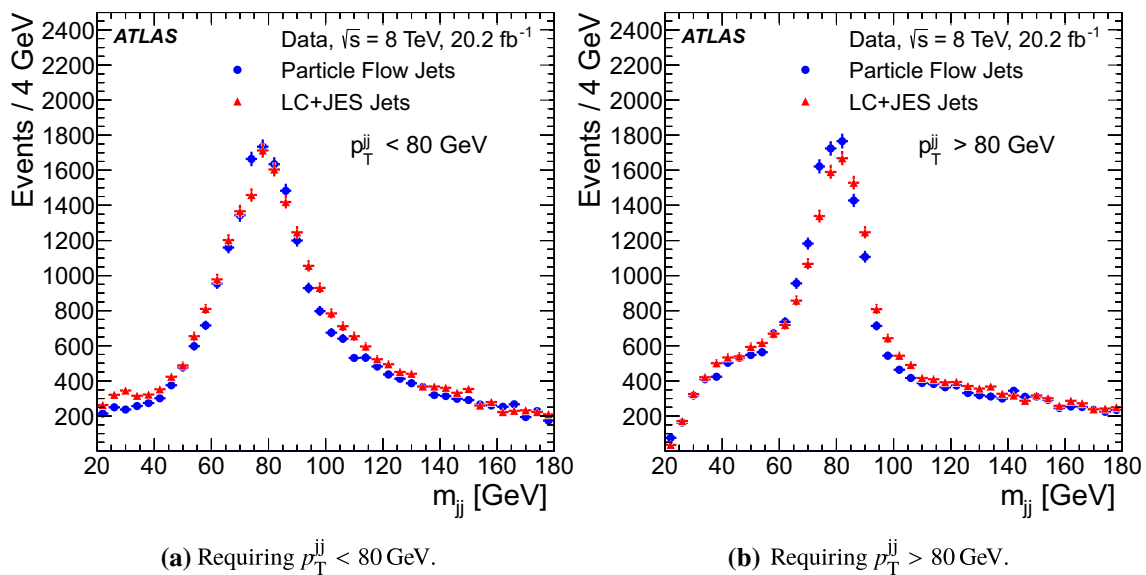 ATLAS
Data, √s = 8 TeV, 20.2 fb⁻¹
Particle Flow Jets
LC+JES Jets
p_T^jj < 80 GeV
Events / 4 GeV
2400
2200
2000
1800
1600
1400
1200
1000
800
600
400
200
20 40 60 80 100 120 140 160 180
m_jj [GeV]
(a) Requiring p_T^jj < 80 GeV.
ATLAS
Data, √s = 8 TeV, 20.2 fb⁻¹
Particle Flow Jets
LC+JES Jets
p_T^jj > 80 GeV
Events / 4 GeV
2400
2200
2000
1800
1600
1400
1200
1000
800
600
400
200
20 40 60 80 100 120 140 160 180
m_jj [GeV]
(b) Requiring p_T^jj > 80 GeV.